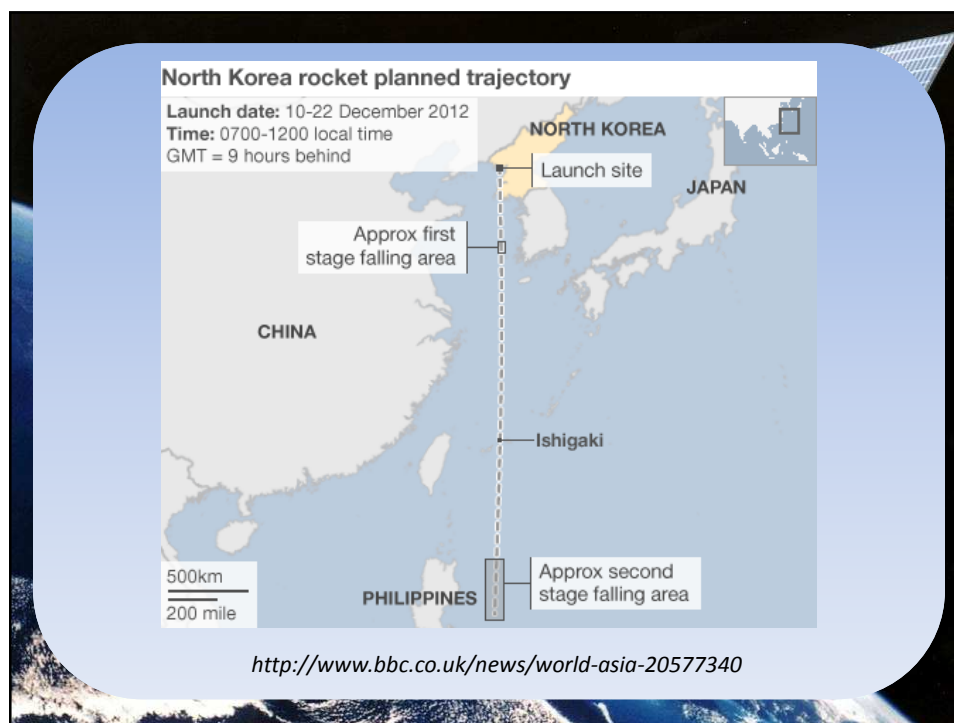 North Korea rocket planned trajectory
Launch date: 10-22 December 2012
Time: 0700-1200 local time
GMT = 9 hours behind
NORTH KOREA
Launch site
JAPAN
Approx first
stage falling area
CHINA
Ishigaki
Approx second
stage falling area
PHILIPPINES
500km
200 mile
http://www.bbc.co.uk/news/world-asia-20577340